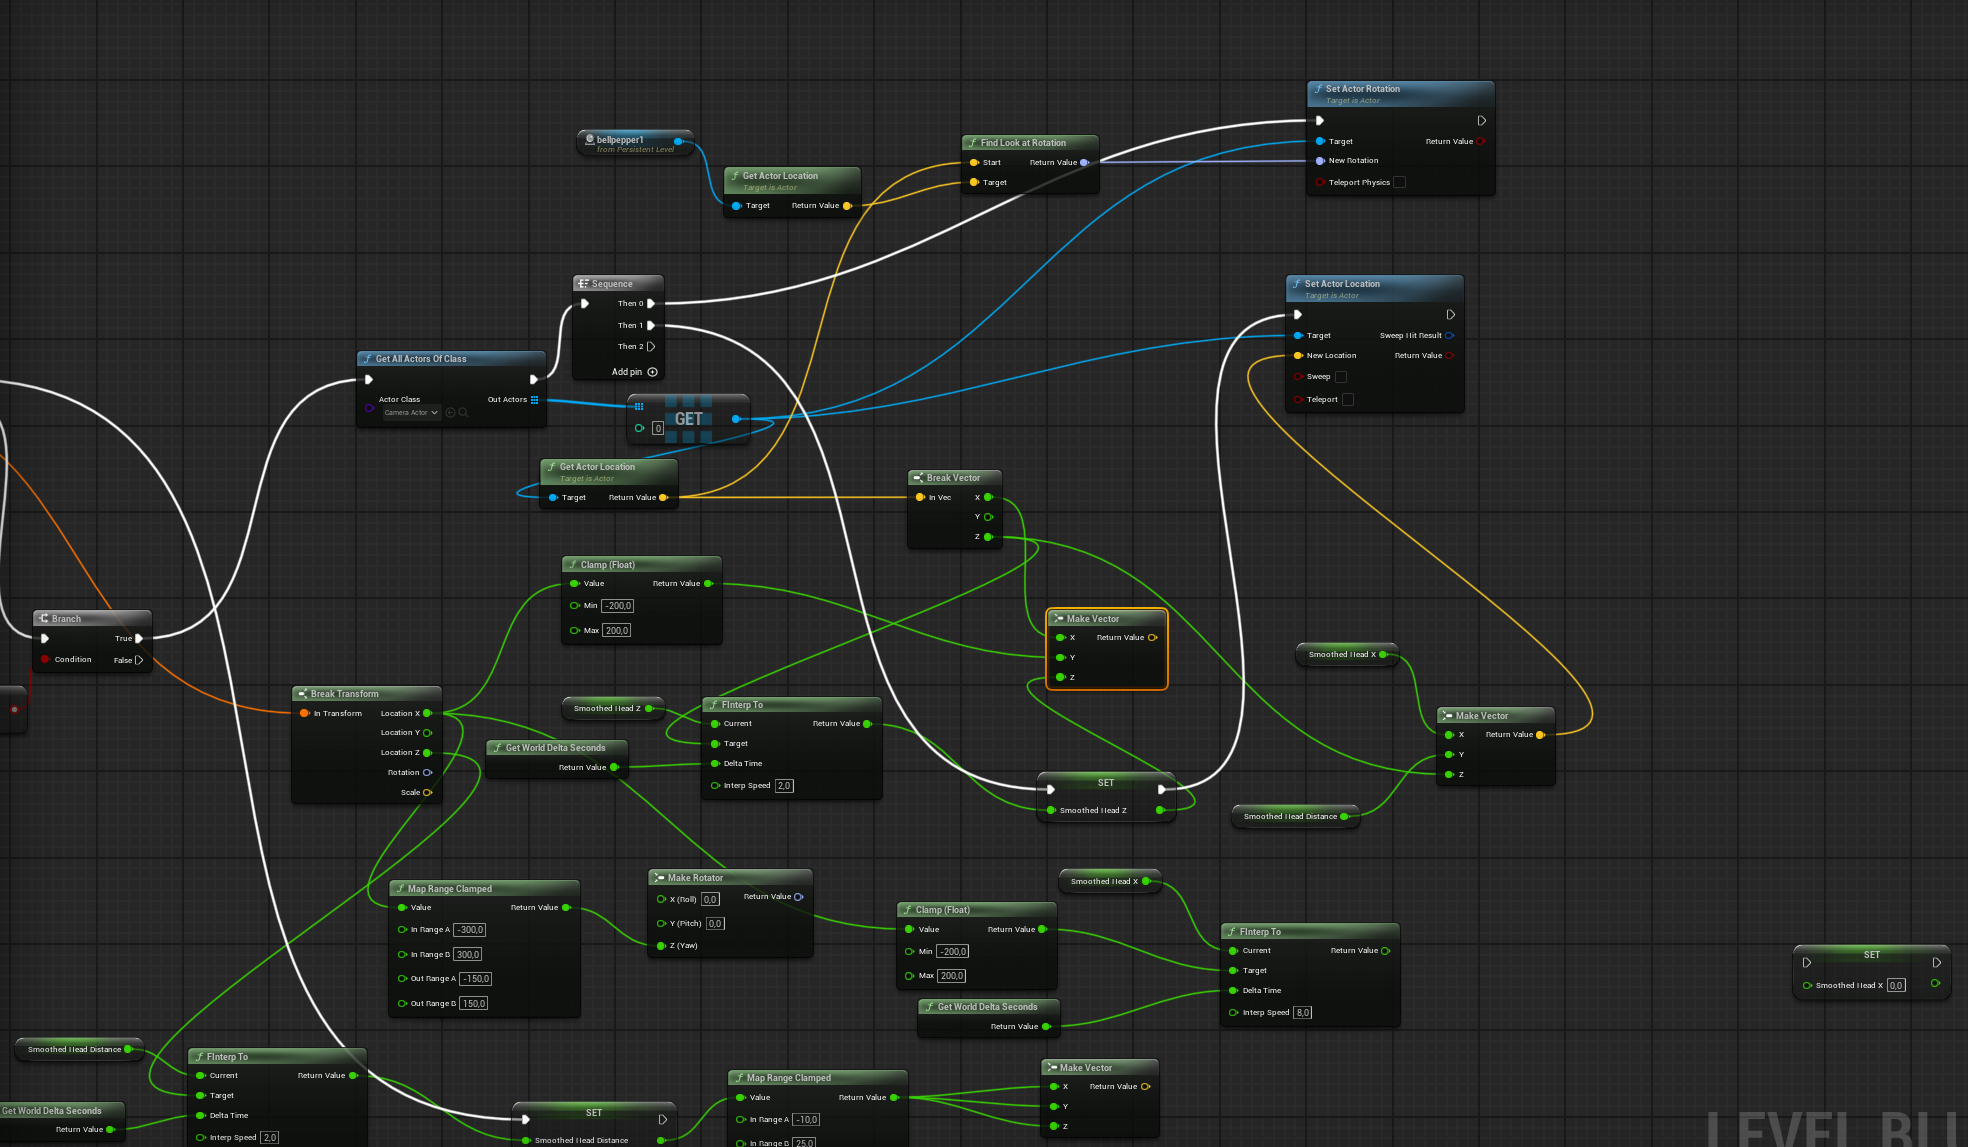 Set Actor Rotation
Target is Actor
Target
Return Value
New Rotation
Teleport Physics
bellpepper1
from Persistent Level
Find Look at Rotation
Start
Return Value
Target
Get Actor Location
Target is Actor
Target
Return Value
Sequence
Then 0
Then 1
Then 2
Add pin
Set Actor Location
Target is Actor
Target
Sweep Hit Result
New Location
Return Value
Sweep
Teleport
Get All Actors Of Class
Actor Class
Out Actors
Camera Actor
GET
0
Get Actor Location
Target is Actor
Target
Return Value
Break Vector
In Vec
X
Y
Z
Clamp (Float)
Value
Return Value
Min -200,0
Max 200,0
Branch
True
Condition
False
Make Vector
X
Return Value
Y
Z
Smoothed Head X
Break Transform
In Transform
Location X
Location Y
Location Z
Rotation
Scale
Smoothed Head Z
FInterp To
Current
Return Value
Target
Delta Time
Interp Speed 2,0
Get World Delta Seconds
Return Value
Make Vector
X
Return Value
Y
Z
SET
Smoothed Head Z
Smoothed Head Distance
Map Range Clamped
Value
Return Value
In Range A -300,0
In Range B 300,0
Out Range A -150,0
Out Range B 150,0
Make Rotator
X (Roll) 0,0
Return Value
Y (Pitch) 0,0
Z (Yaw)
Smoothed Head X
Clamp (Float)
Value
Return Value
Min -200,0
Max 200,0
FInterp To
Current
Return Value
Target
Delta Time
Interp Speed 8,0
Get World Delta Seconds
Return Value
SET
Smoothed Head X 0,0
Smoothed Head Distance
FInterp To
Current
Return Value
Target
Delta Time
Interp Speed 2,0
Get World Delta Seconds
Return Value
SET
Smoothed Head Distance
Map Range Clamped
Value
Return Value
In Range A -10,0
In Range B 25,0
Make Vector
X
Return Value
Y
Z
LEVEL BLU